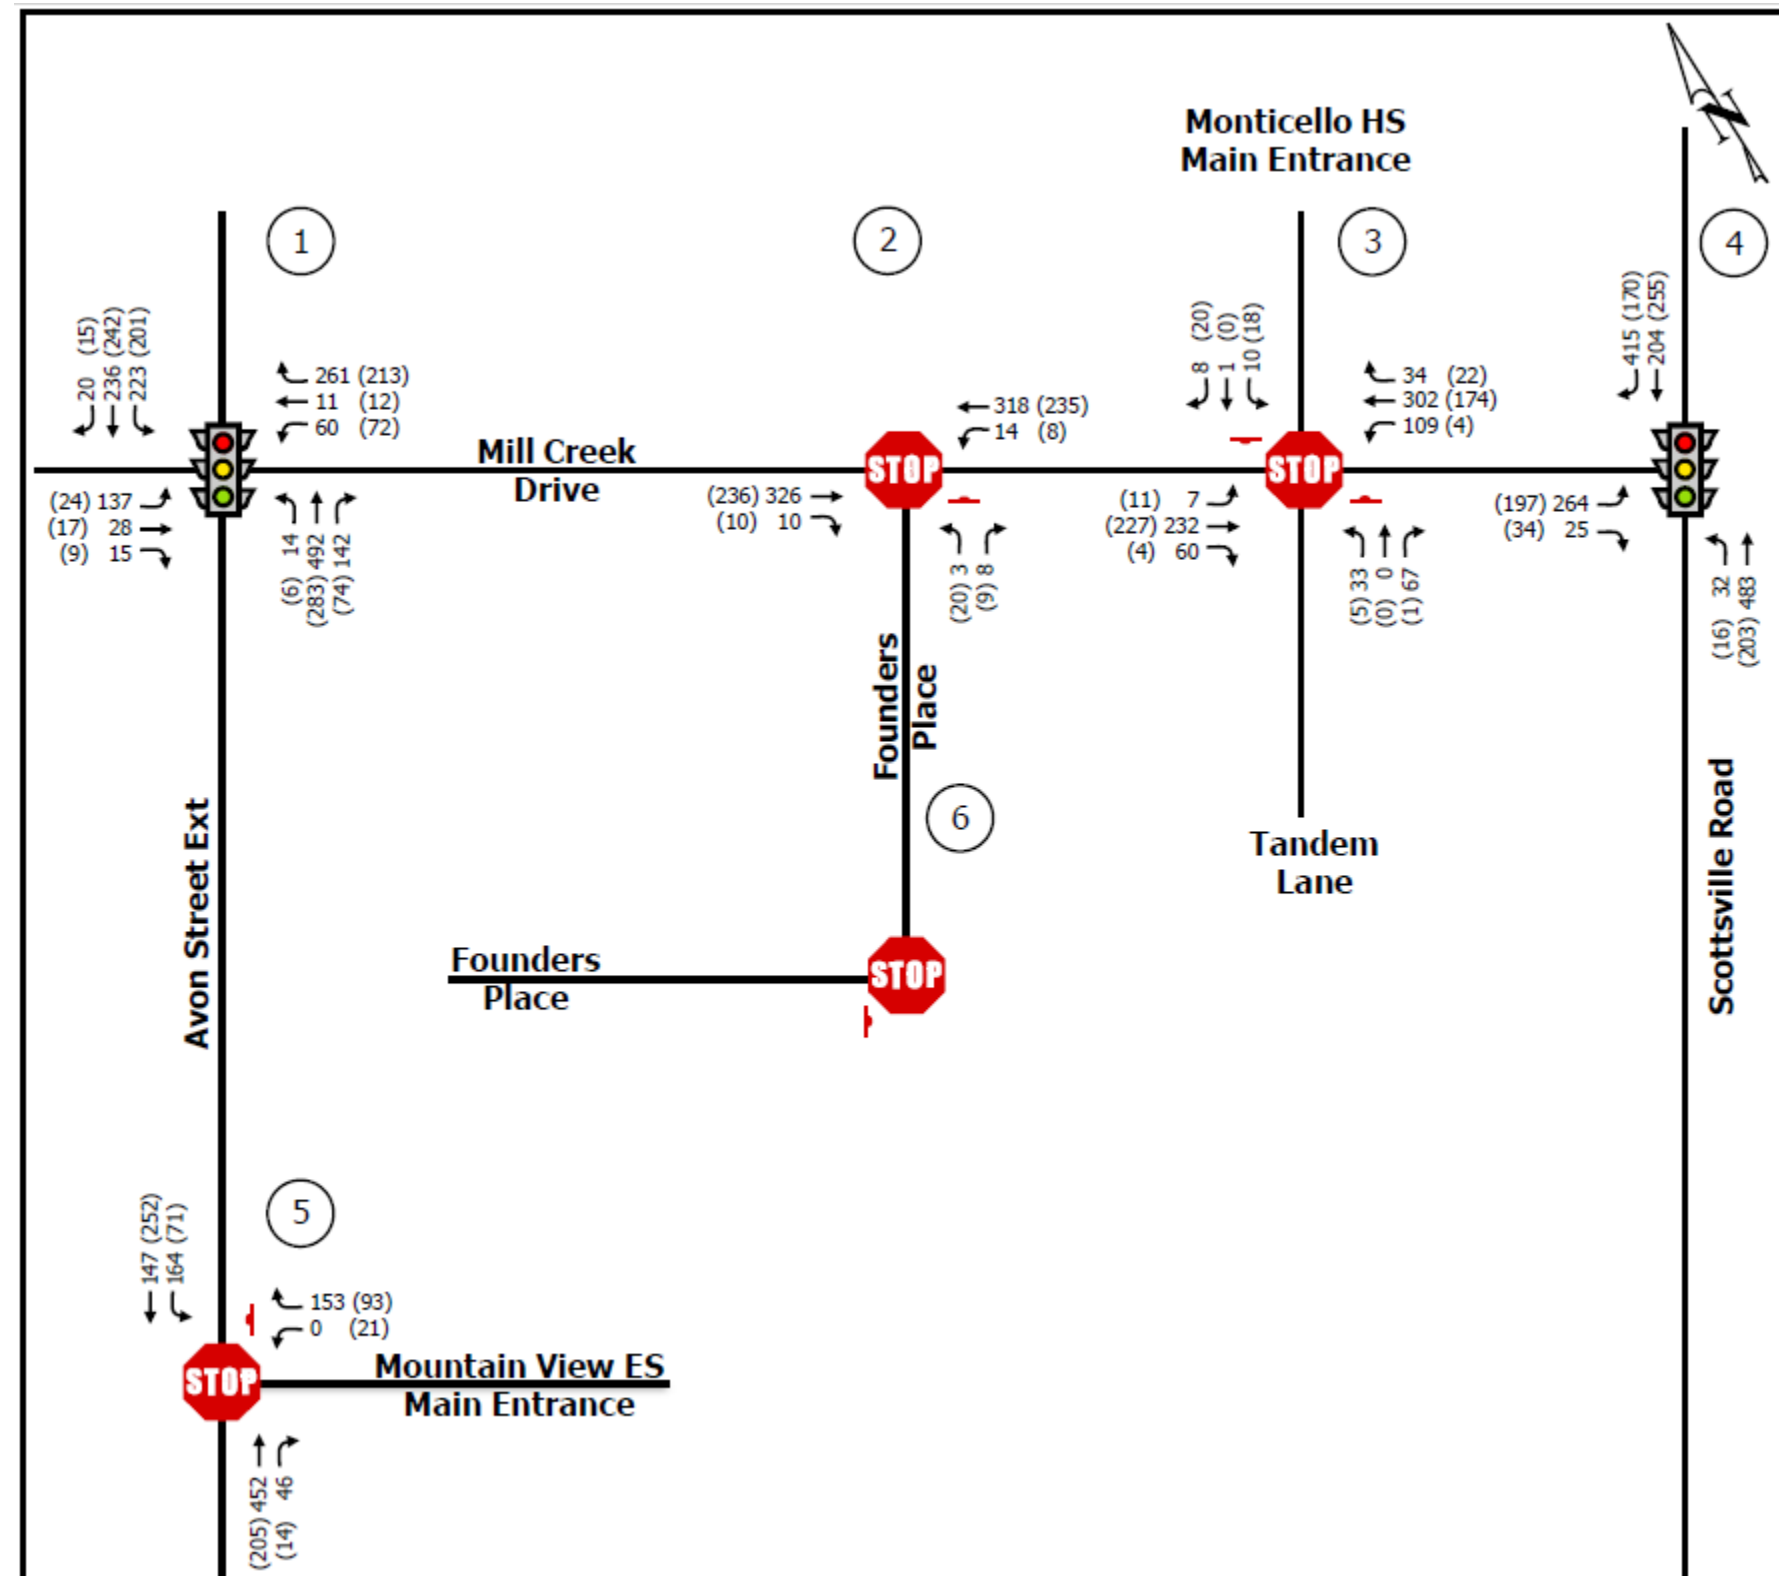 Monticello HS
Main Entrance
1
2
3
4
20 (15)
236 (242)
223 (201)
261 (213)
11 (12)
60 (72)
(24) 137
(17) 28
(9) 15
(6) 14
(283) 492
(74) 142
Mill Creek
Drive
318 (235)
14 (8)
STOP
(236) 326
(10) 10
(20) 3
(9) 8
8 (20)
1 (0)
10 (18)
34 (22)
302 (174)
109 (4)
STOP
(11) 7
(227) 232
(4) 60
(5) 33
(0) 0
(1) 67
415 (170)
204 (255)
(197) 264
(34) 25
(16) 32
(203) 483
N
Founders
Place
6
Tandem
Lane
Avon Street Ext
Scottsville Road
Founders
Place
STOP
5
147 (252)
164 (71)
153 (93)
0 (21)
STOP
Mountain View ES
Main Entrance
(205) 452
(14) 46